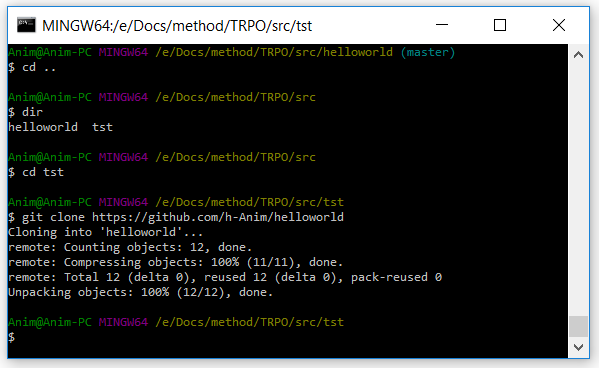 MINGW64:/e/Docs/method/TRPO/src/tst
Anim@Anim-PC MINGW64 /e/Docs/method/TRPO/src/helloworld (master)
$ cd ..
Anim@Anim-PC MINGW64 /e/Docs/method/TRPO/src
$ dir
helloworld  tst
Anim@Anim-PC MINGW64 /e/Docs/method/TRPO/src
$ cd tst
Anim@Anim-PC MINGW64 /e/Docs/method/TRPO/src/tst
$ git clone https://github.com/h-Anim/helloworld
Cloning into 'helloworld'...
remote: Counting objects: 12, done.
remote: Compressing objects: 100% (11/11), done.
remote: Total 12 (delta 0), reused 12 (delta 0), pack-reused 0
Unpacking objects: 100% (12/12), done.
Anim@Anim-PC MINGW64 /e/Docs/method/TRPO/src/tst
$